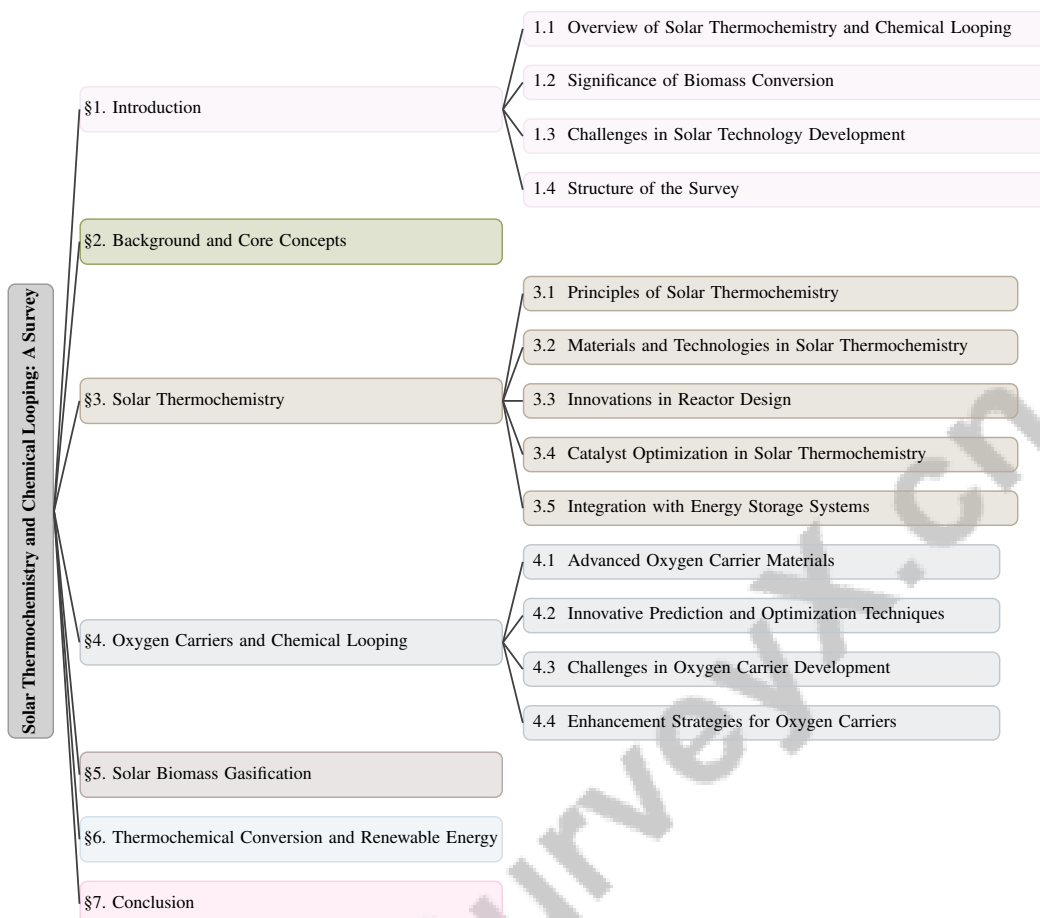 Solar Thermochemistry and Chemical Looping: A Survey
§1. Introduction
1.1 Overview of Solar Thermochemistry and Chemical Looping
1.2 Significance of Biomass Conversion
1.3 Challenges in Solar Technology Development
1.4 Structure of the Survey
§2. Background and Core Concepts
§3. Solar Thermochemistry
3.1 Principles of Solar Thermochemistry
3.2 Materials and Technologies in Solar Thermochemistry
3.3 Innovations in Reactor Design
3.4 Catalyst Optimization in Solar Thermochemistry
3.5 Integration with Energy Storage Systems
§4. Oxygen Carriers and Chemical Looping
4.1 Advanced Oxygen Carrier Materials
4.2 Innovative Prediction and Optimization Techniques
4.3 Challenges in Oxygen Carrier Development
4.4 Enhancement Strategies for Oxygen Carriers
§5. Solar Biomass Gasification
§6. Thermochemical Conversion and Renewable Energy
§7. Conclusion
urveyx.cn